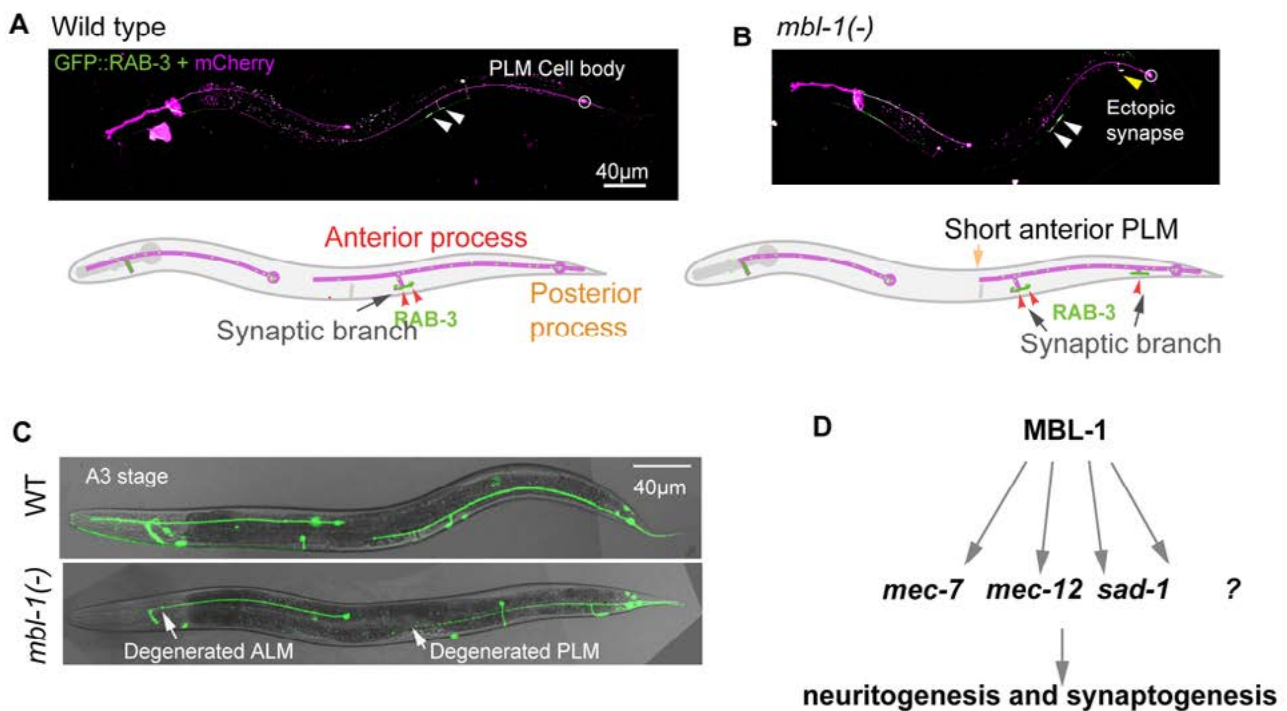 A Wild type
GFP::RAB-3 + mCherry
PLM Cell body
40µm
Anterior process
Posterior
process
RAB-3
Synaptic branch
B mbl-1(-)
Ectopic
synapse
Short anterior PLM
RAB-3
Synaptic branch
C
WT
A3 stage
40µm
mbl-1(-)
Degenerated ALM
Degenerated PLM
D
MBL-1
mec-7 mec-12 sad-1 ?
neuritogenesis and synaptogenesis